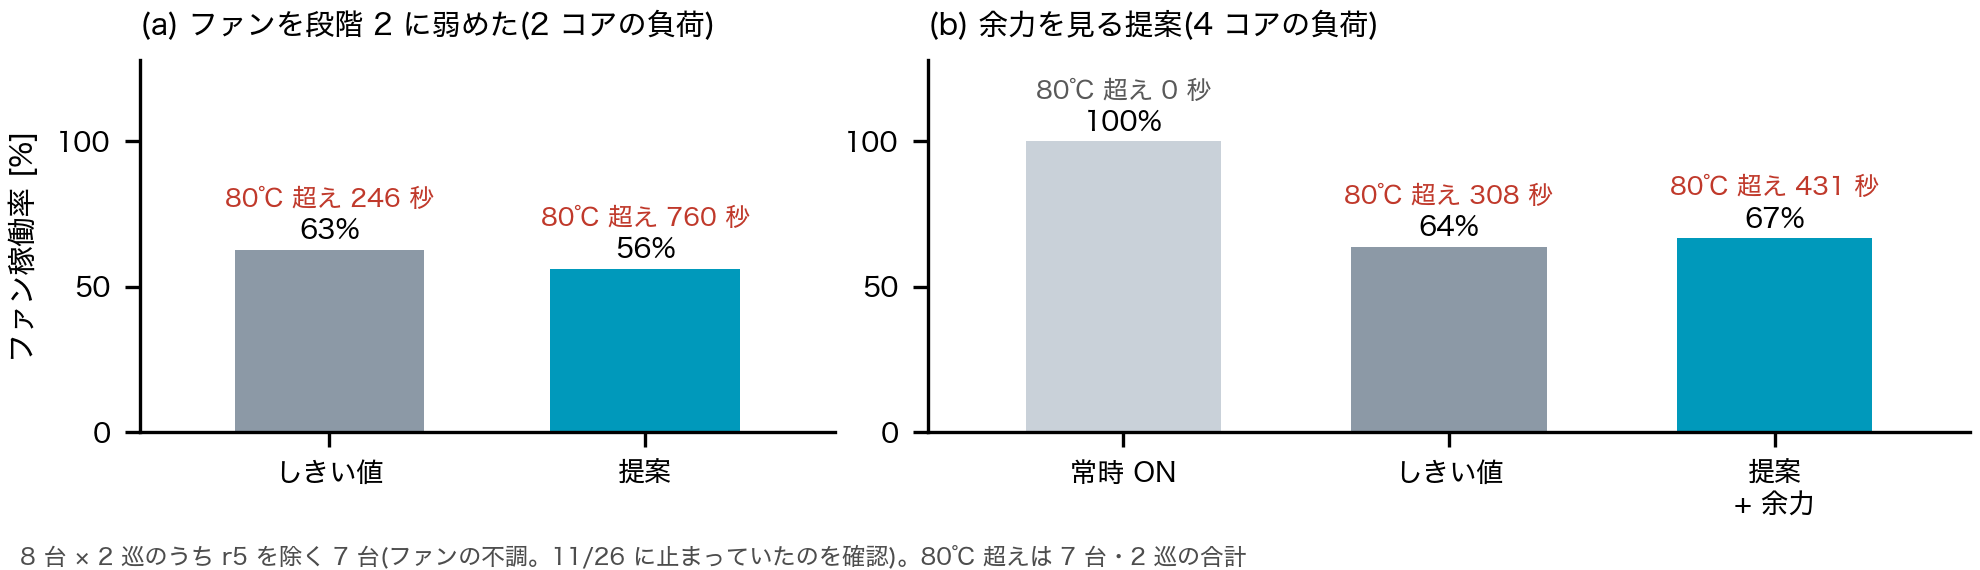 (a) ファンを段階 2 に弱めた(2 コアの負荷)
ファン稼働率 [%]
100
50
0
80℃ 超え 246 秒
63%
80℃ 超え 760 秒
56%
しきい値
提案
(b) 余力を見る提案(4 コアの負荷)
100
50
0
80℃ 超え 0 秒
100%
80℃ 超え 308 秒
64%
80℃ 超え 431 秒
67%
常時 ON
しきい値
提案
+ 余力
8 台 × 2 巡のうち r5 を除く 7 台(ファンの不調。11/26 に止まっていたのを確認)。80℃ 超えは 7 台・2 巡の合計